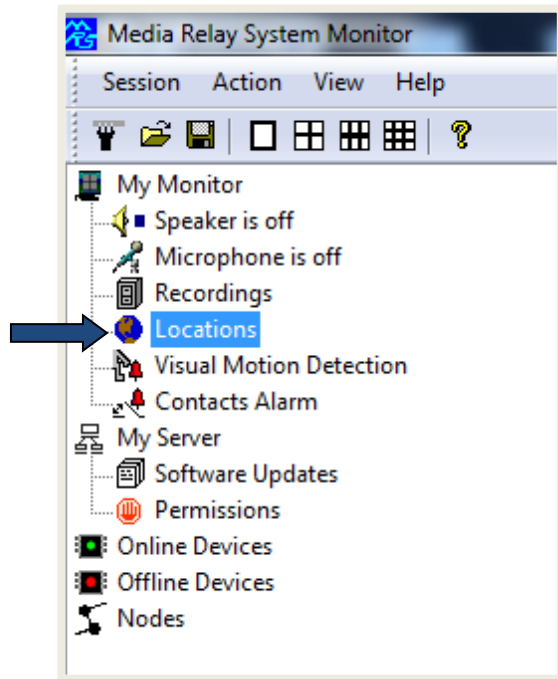 Media Relay System Monitor
Session Action View Help
My Monitor
Speaker is off
Microphone is off
Recordings
Locations
Visual Motion Detection
Contacts Alarm
My Server
Software Updates
Permissions
Online Devices
Offline Devices
Nodes